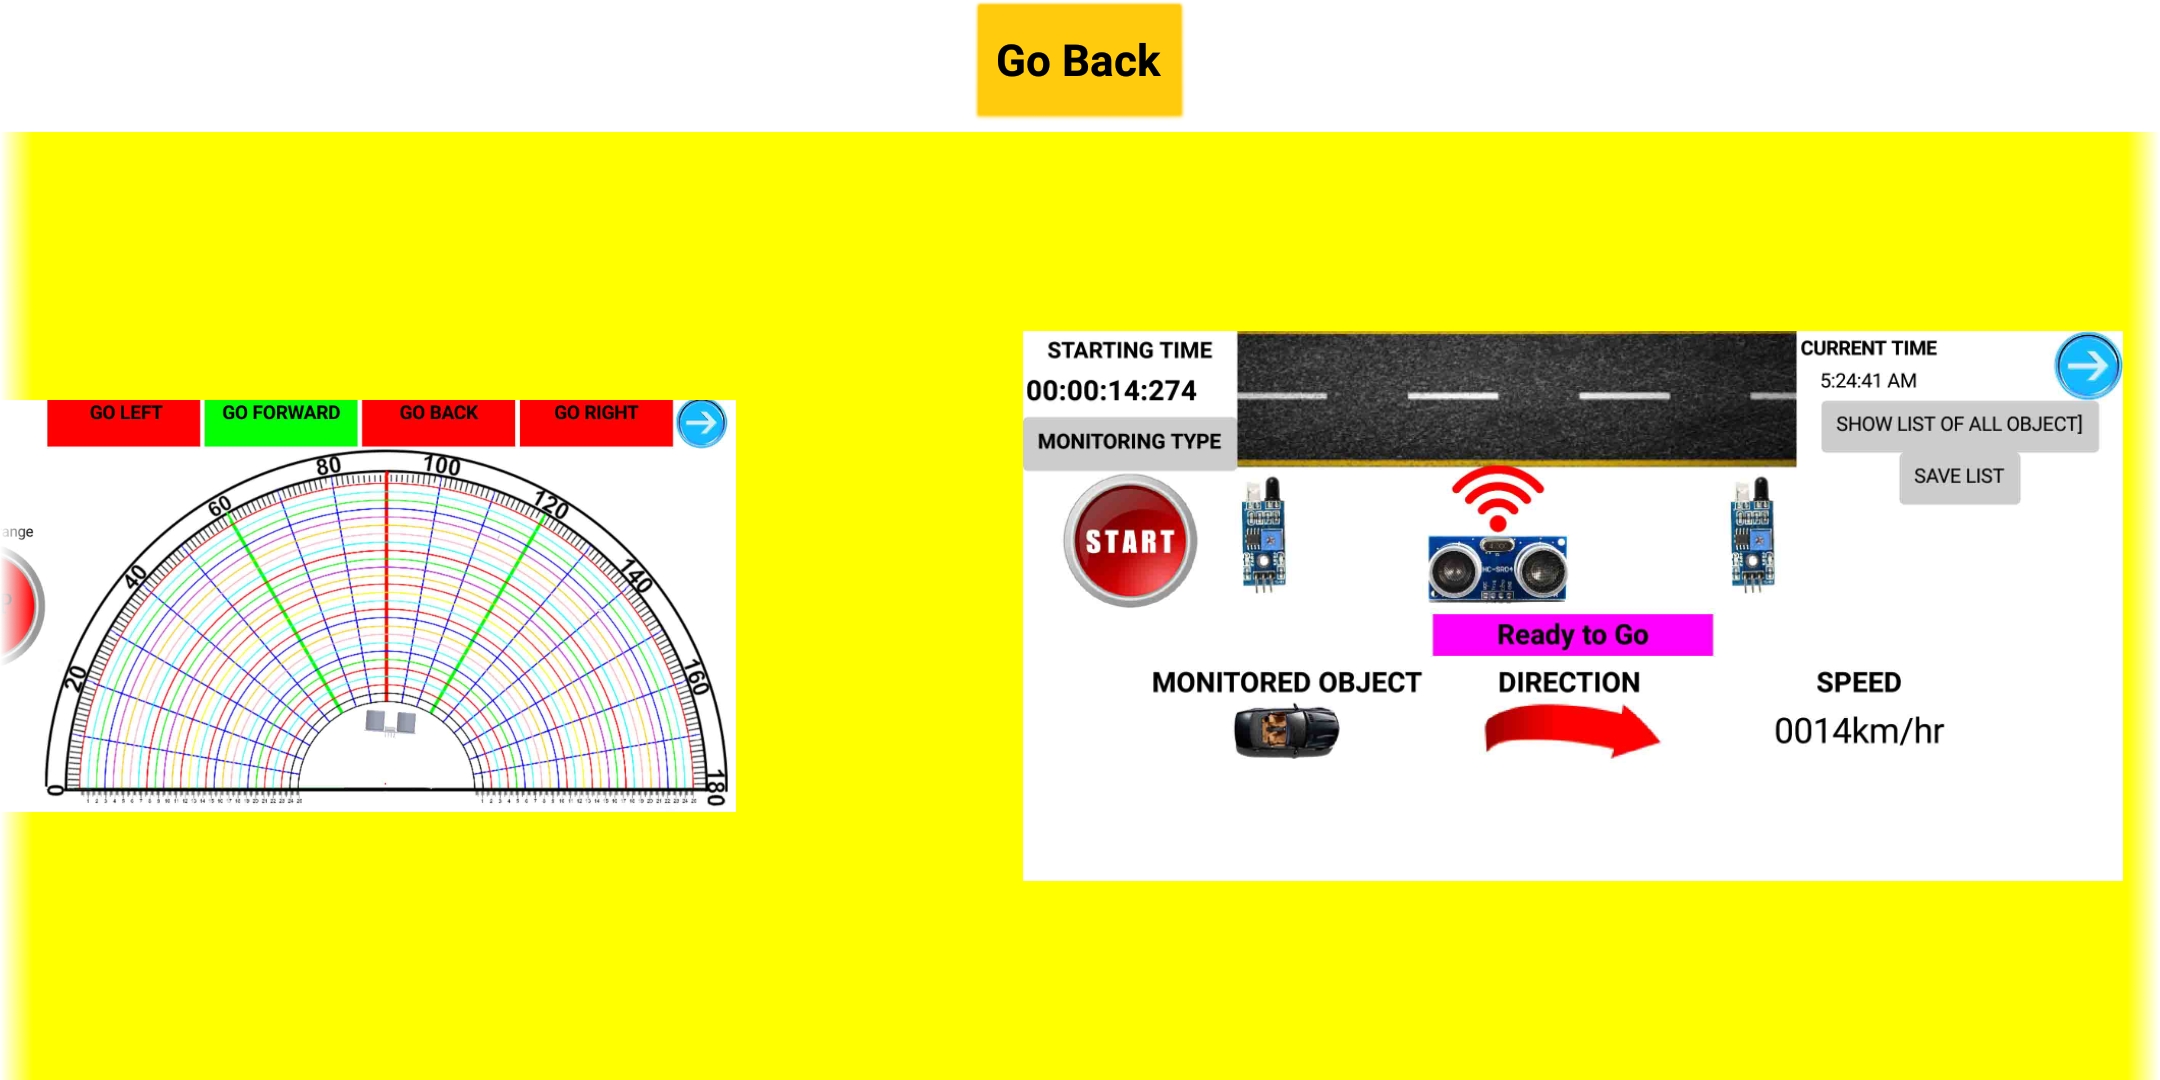 Go Back
GO LEFT
GO FORWARD
GO BACK
GO RIGHT
ange
0
20
40
60
80
100
120
140
160
180
STARTING TIME
00:00:14:274
MONITORING TYPE
START
CURRENT TIME
5:24:41 AM
SHOW LIST OF ALL OBJECT]
SAVE LIST
HC-SR04
Ready to Go
MONITORED OBJECT
DIRECTION
SPEED
0014km/hr